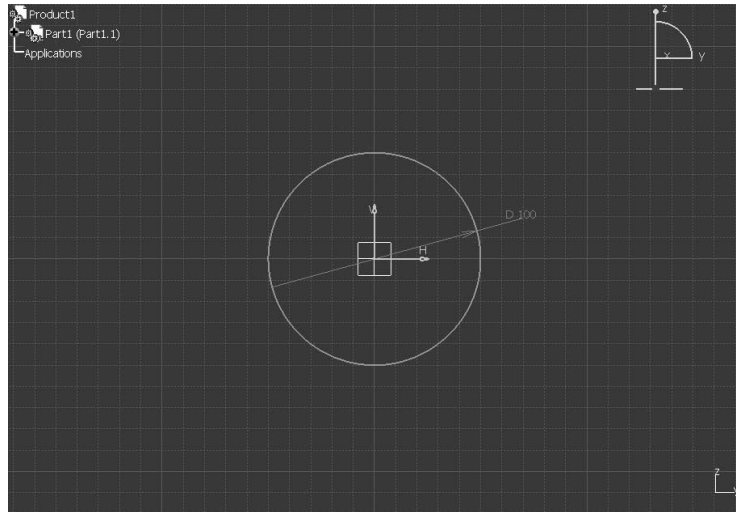 Product1
Part1 (Part1.1)
Applications
z
x
y
D 100
V
H
z
y